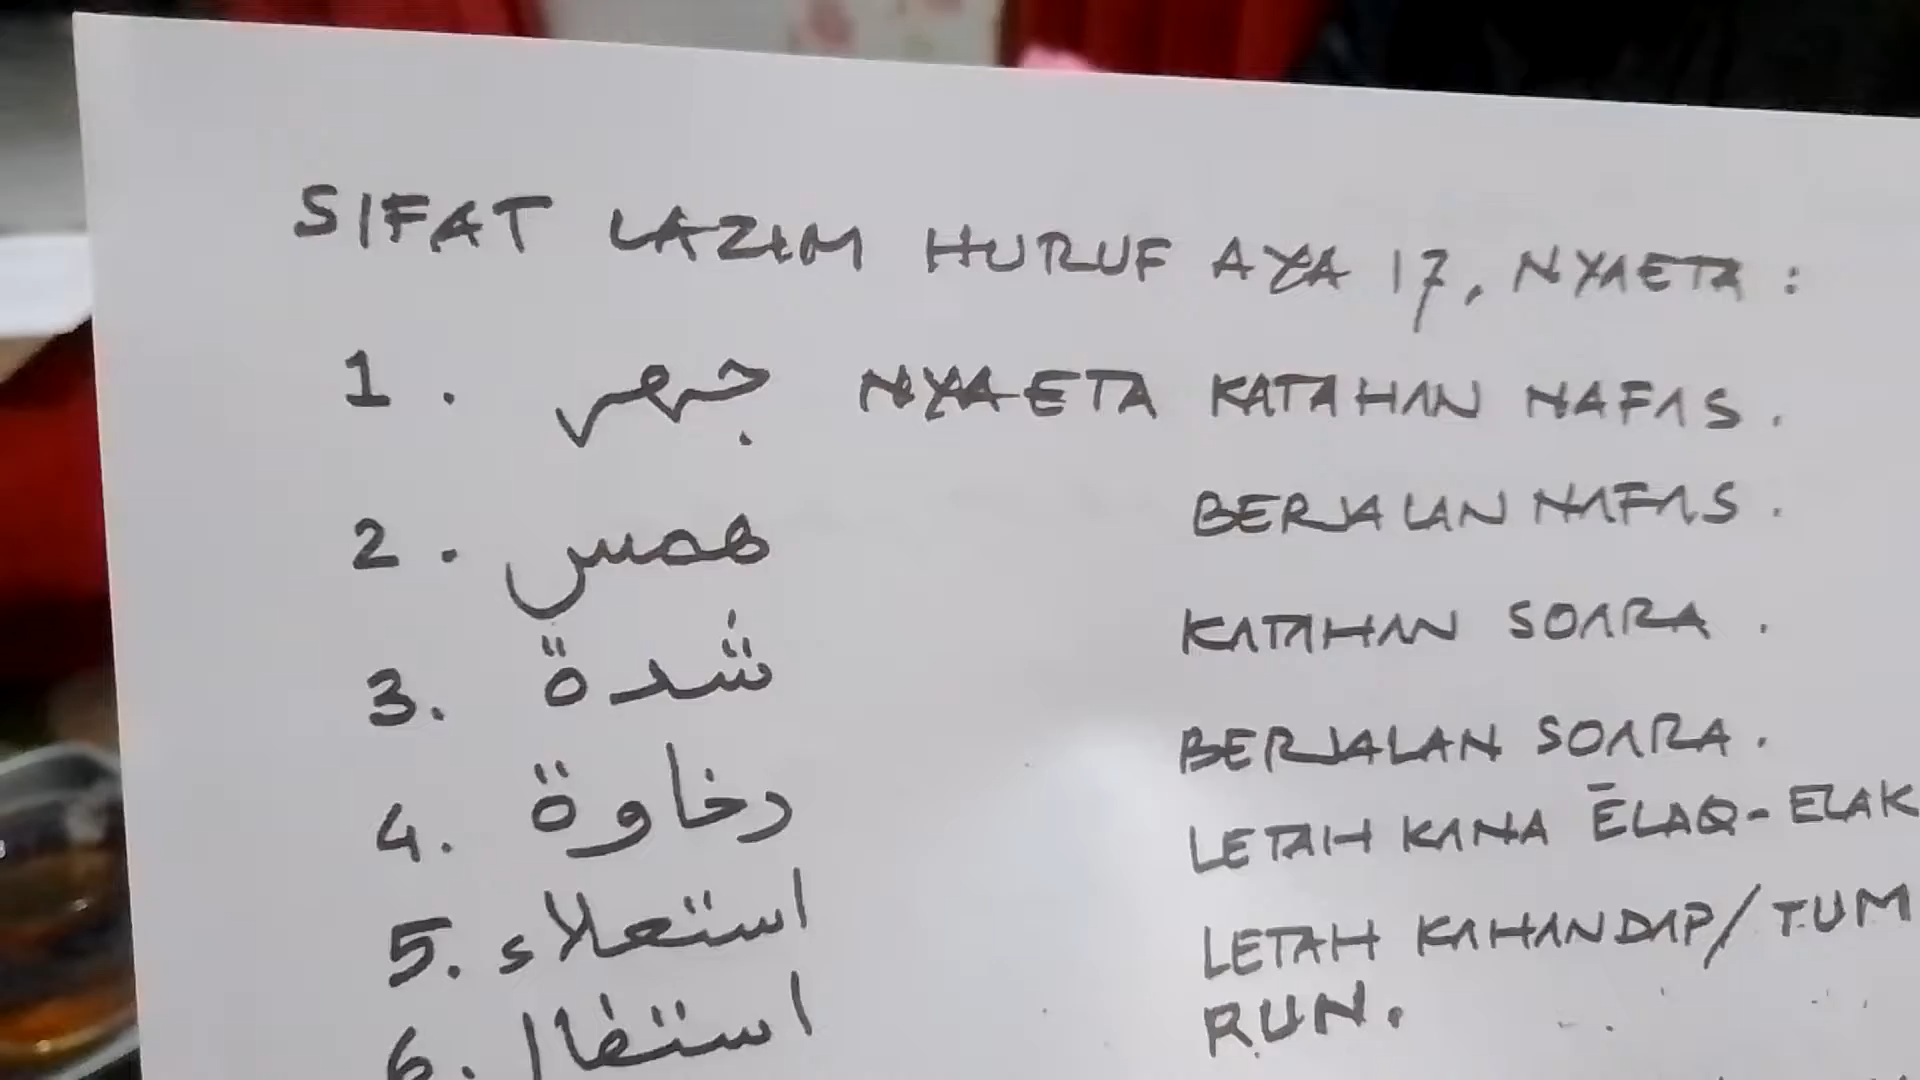 SIFAT LAZIM HURUF AYA 17, NYAETA :
1. جهر NYAETA KATAHAN NAFAS.
2. همس BERJALAN NAFAS.
3. شدة KATAHAN SOARA.
4. رخاوة BERJALAN SOARA.
5. استعلاء LETAH KANA ĒLAQ-ELAK
6. استفال LETAH KAHANDAP/TUM
RUN.